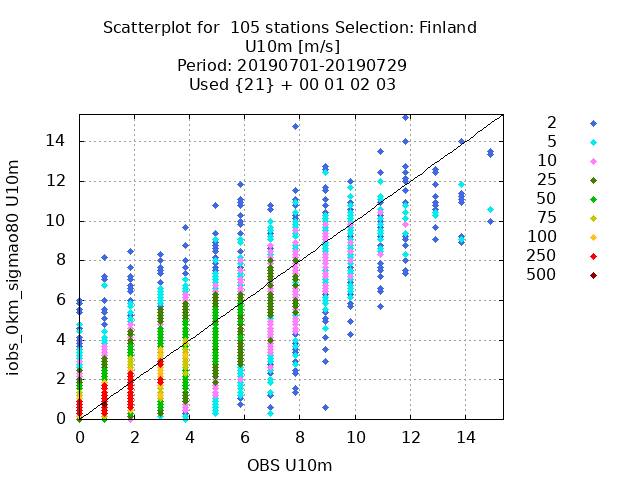 Scatterplot for  105 stations Selection: Finland
U10m [m/s]
Period: 20190701-20190729
Used {21} + 00 01 02 03
iobs_0km_sigmao80 U10m
14
12
10
8
6
4
2
0
0 2 4 6 8 10 12 14
OBS U10m
2
5
10
25
50
75
100
250
500